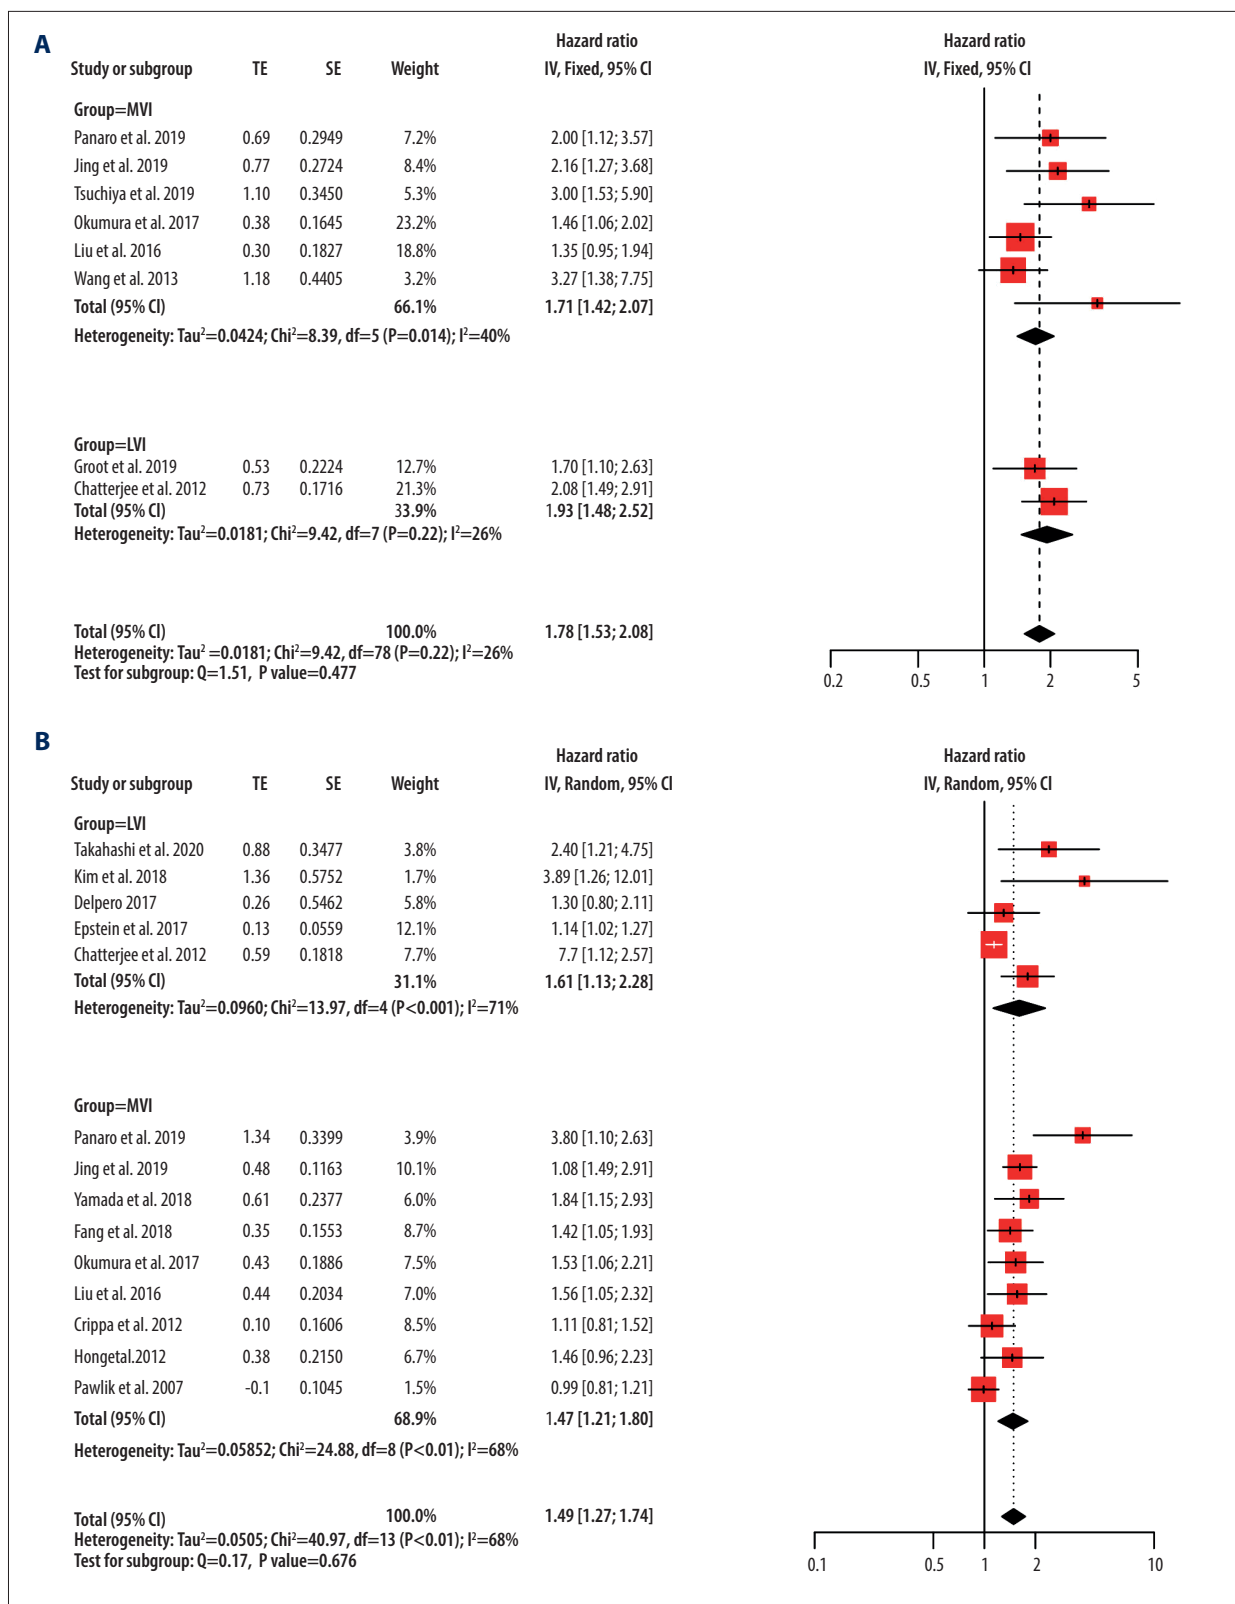 A
Hazard ratio Hazard ratio
Study or subgroup TE SE Weight IV, Fixed, 95% CI IV, Fixed, 95% CI
Group=MVI
Panaro et al. 2019 0.69 0.2949 7.2% 2.00 [1.12; 3.57]
Jing et al. 2019 0.77 0.2724 8.4% 2.16 [1.27; 3.68]
Tsuchiya et al. 2019 1.10 0.3450 5.3% 3.00 [1.53; 5.90]
Okumura et al. 2017 0.38 0.1645 23.2% 1.46 [1.06; 2.02]
Liu et al. 2016 0.30 0.1827 18.8% 1.35 [0.95; 1.94]
Wang et al. 2013 1.18 0.4405 3.2% 3.27 [1.38; 7.75]
Total (95% CI) 66.1% 1.71 [1.42; 2.07]
Heterogeneity: Tau²=0.0424; Chi²=8.39, df=5 (P=0.014); I²=40%
Group=LVI
Groot et al. 2019 0.53 0.2224 12.7% 1.70 [1.10; 2.63]
Chatterjee et al. 2012 0.73 0.1716 21.3% 2.08 [1.49; 2.91]
Total (95% CI) 33.9% 1.93 [1.48; 2.52]
Heterogeneity: Tau²=0.0181; Chi²=9.42, df=7 (P=0.22); I²=26%
Total (95% CI) 100.0% 1.78 [1.53; 2.08]
Heterogeneity: Tau² =0.0181; Chi²=9.42, df=78 (P=0.22); I²=26%
Test for subgroup: Q=1.51, P value=0.477
0.2 0.5 1 2 5
B
Hazard ratio Hazard ratio
Study or subgroup TE SE Weight IV, Random, 95% CI IV, Random, 95% CI
Group=LVI
Takahashi et al. 2020 0.88 0.3477 3.8% 2.40 [1.21; 4.75]
Kim et al. 2018 1.36 0.5752 1.7% 3.89 [1.26; 12.01]
Delpero 2017 0.26 0.5462 5.8% 1.30 [0.80; 2.11]
Epstein et al. 2017 0.13 0.0559 12.1% 1.14 [1.02; 1.27]
Chatterjee et al. 2012 0.59 0.1818 7.7% 7.7 [1.12; 2.57]
Total (95% CI) 31.1% 1.61 [1.13; 2.28]
Heterogeneity: Tau²=0.0960; Chi²=13.97, df=4 (P<0.001); I²=71%
Group=MVI
Panaro et al. 2019 1.34 0.3399 3.9% 3.80 [1.10; 2.63]
Jing et al. 2019 0.48 0.1163 10.1% 1.08 [1.49; 2.91]
Yamada et al. 2018 0.61 0.2377 6.0% 1.84 [1.15; 2.93]
Fang et al. 2018 0.35 0.1553 8.7% 1.42 [1.05; 1.93]
Okumura et al. 2017 0.43 0.1886 7.5% 1.53 [1.06; 2.21]
Liu et al. 2016 0.44 0.2034 7.0% 1.56 [1.05; 2.32]
Crippa et al. 2012 0.10 0.1606 8.5% 1.11 [0.81; 1.52]
Hongetal.2012 0.38 0.2150 6.7% 1.46 [0.96; 2.23]
Pawlik et al. 2007 -0.1 0.1045 1.5% 0.99 [0.81; 1.21]
Total (95% CI) 68.9% 1.47 [1.21; 1.80]
Heterogeneity: Tau²=0.05852; Chi²=24.88, df=8 (P<0.01); I²=68%
Total (95% CI) 100.0% 1.49 [1.27; 1.74]
Heterogeneity: Tau²=0.0505; Chi²=40.97, df=13 (P<0.01); I²=68%
Test for subgroup: Q=0.17, P value=0.676
0.1 0.5 1 2 10